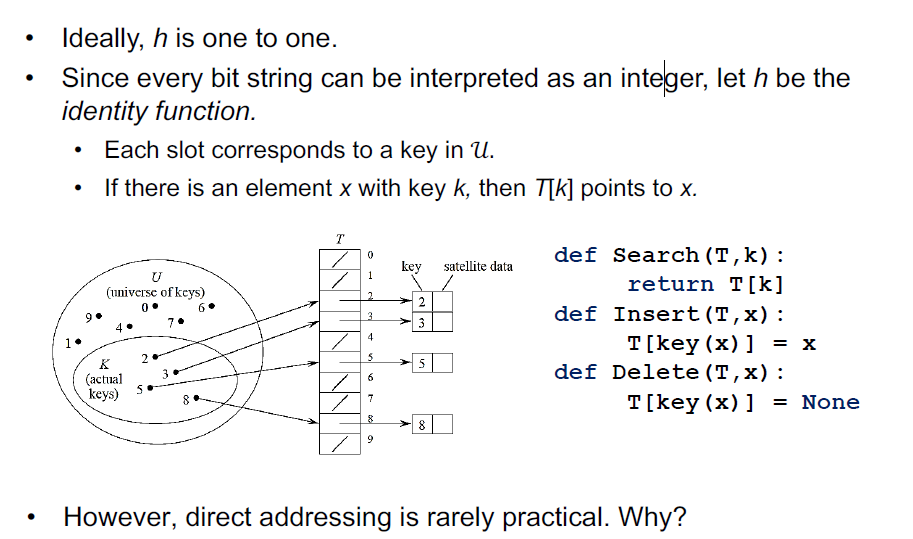 • Ideally, h is one to one.
• Since every bit string can be interpreted as an integer, let h be the
identity function.
• Each slot corresponds to a key in 𝒰.
• If there is an element x with key k, then T[k] points to x.
U
(universe of keys)
0
6
9
4
7
1
K
(actual
keys)
2
3
5
8
T
0
1
2
3
4
5
6
7
8
9
key
satellite data
2
3
5
8
def Search(T,k):
return T[k]
def Insert(T,x):
T[key(x)] = x
def Delete(T,x):
T[key(x)] = None
• However, direct addressing is rarely practical. Why?